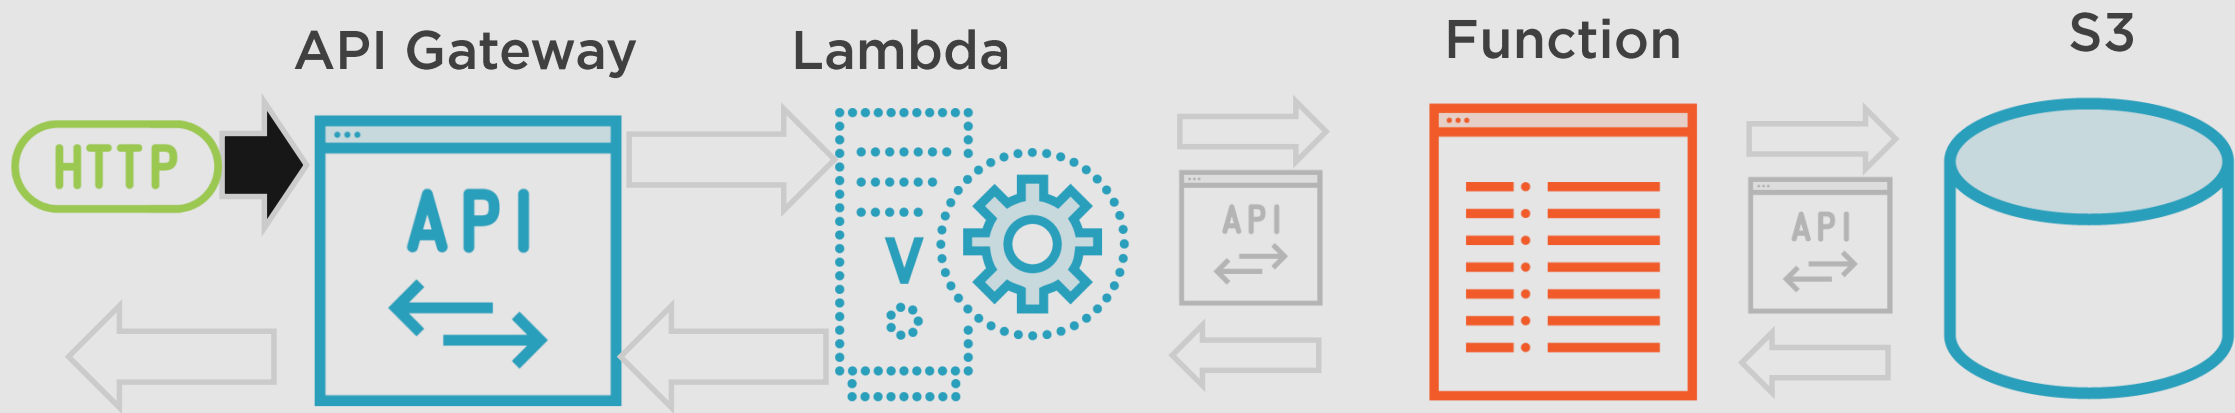 API Gateway
Lambda
Function
S3
HTTP
API
V
API
API